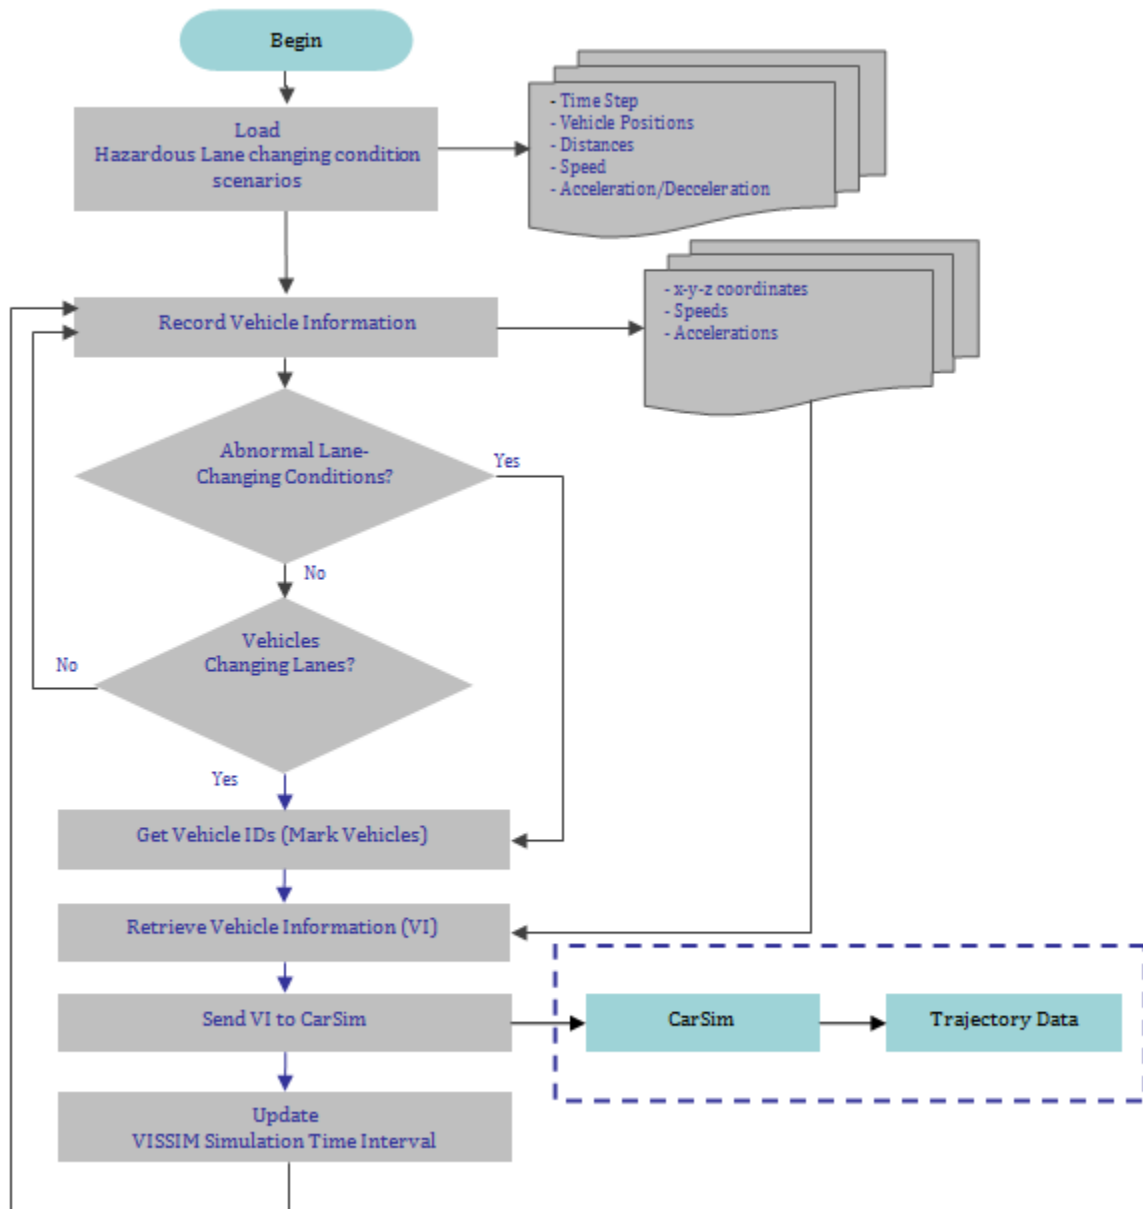 Begin
Load
Hazardous Lane changing condition
scenarios
- Time Step
- Vehicle Positions
- Distances
- Speed
- Acceleration/Decceleration
Record Vehicle Information
- x-y-z coordinates
- Speeds
- Accelerations
Abnormal Lane-
Changing Conditions?
Yes
No
Vehicles
Changing Lanes?
No
Yes
Get Vehicle IDs (Mark Vehicles)
Retrieve Vehicle Information (VI)
Send VI to CarSim
CarSim
Trajectory Data
Update
VISSIM Simulation Time Interval